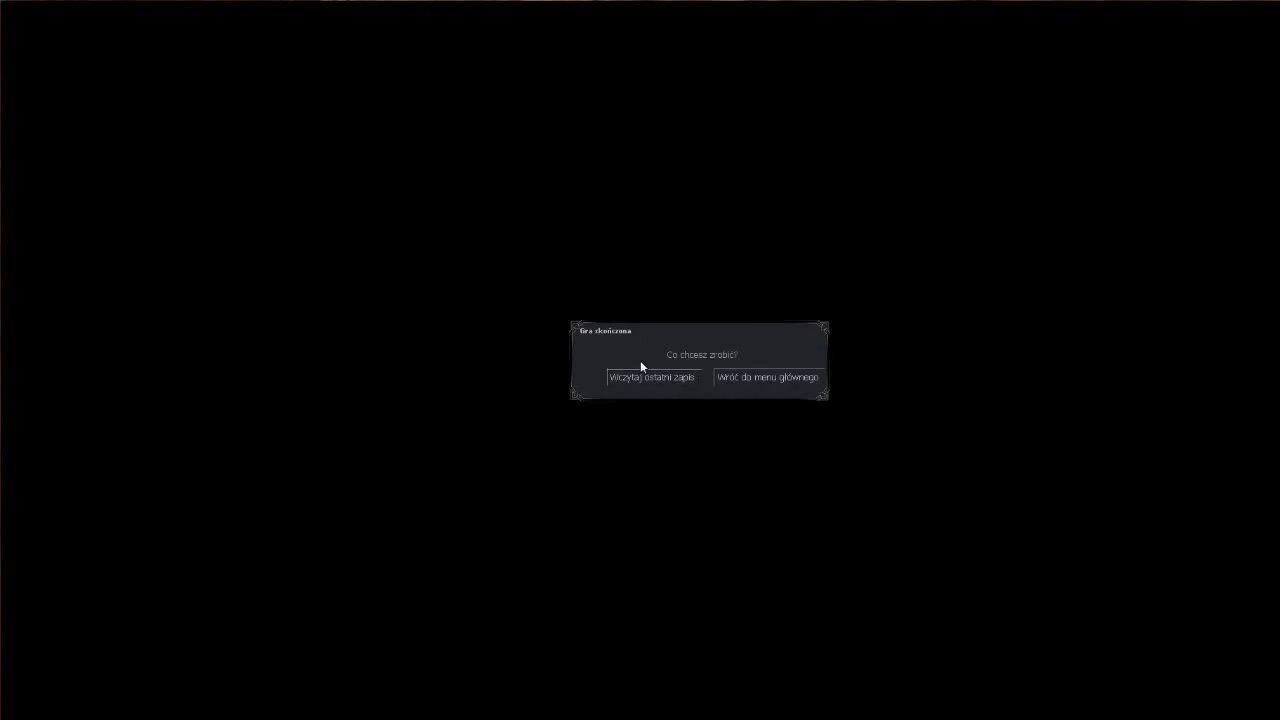 Gra skończona
Co chcesz zrobić?
Wczytaj ostatni zapis
Wróć do menu głównego